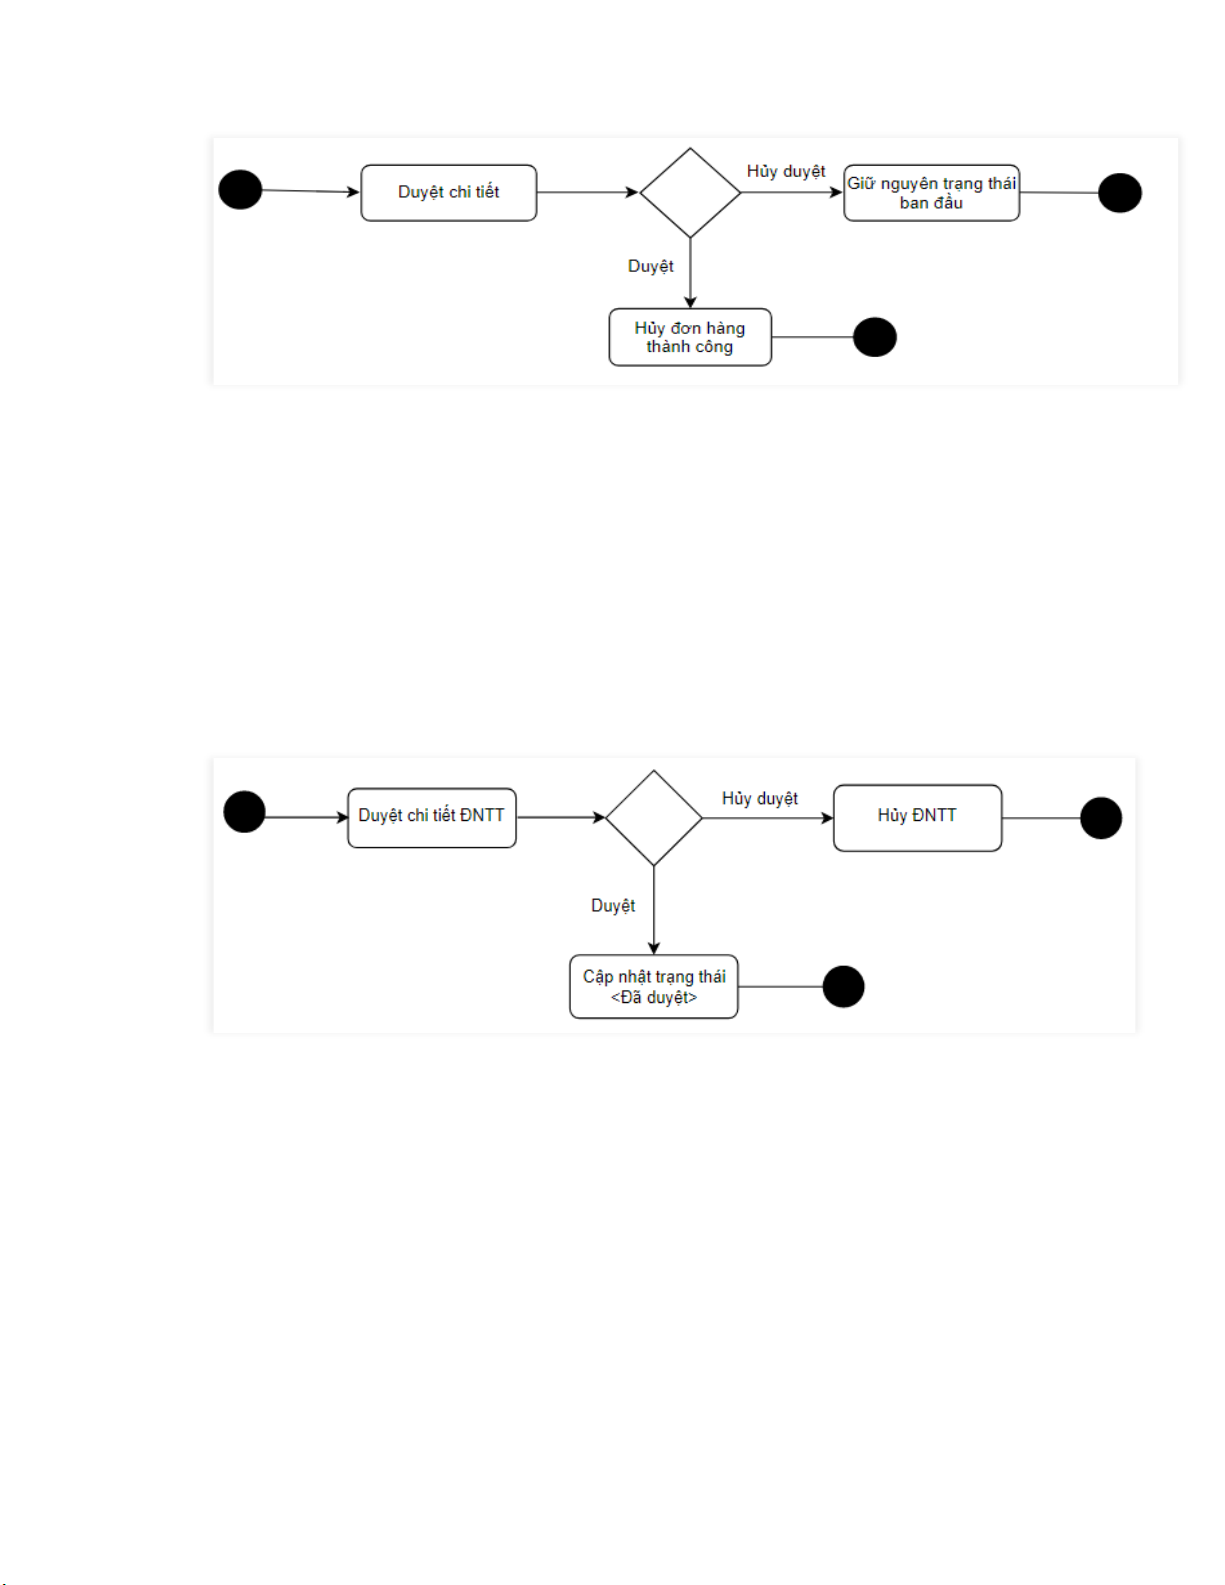 Duyệt chi tiết
Hủy duyệt
Giữ nguyên trạng thái
ban đầu
Duyệt
Hủy đơn hàng
thành công
Duyệt chi tiết ĐNTT
Hủy duyệt
Hủy ĐNTT
Duyệt
Cập nhật trạng thái
<Đã duyệt>